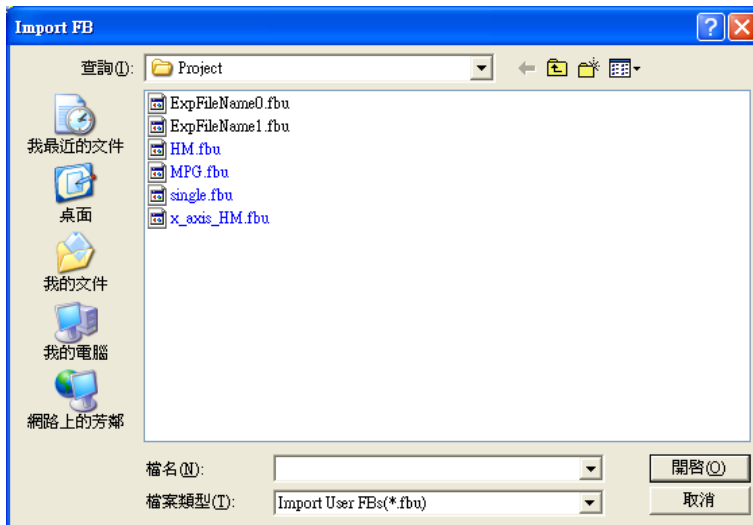 Import FB
查詢(I): Project
ExpFileName0.fbu
ExpFileName1.fbu
HM.fbu
MPG.fbu
single.fbu
x_axis_HM.fbu
我最近的文件
桌面
我的文件
我的電腦
網路上的芳鄰
檔名(N):
開啓(O)
檔案類型(T): Import User FBs(*.fbu)
取消